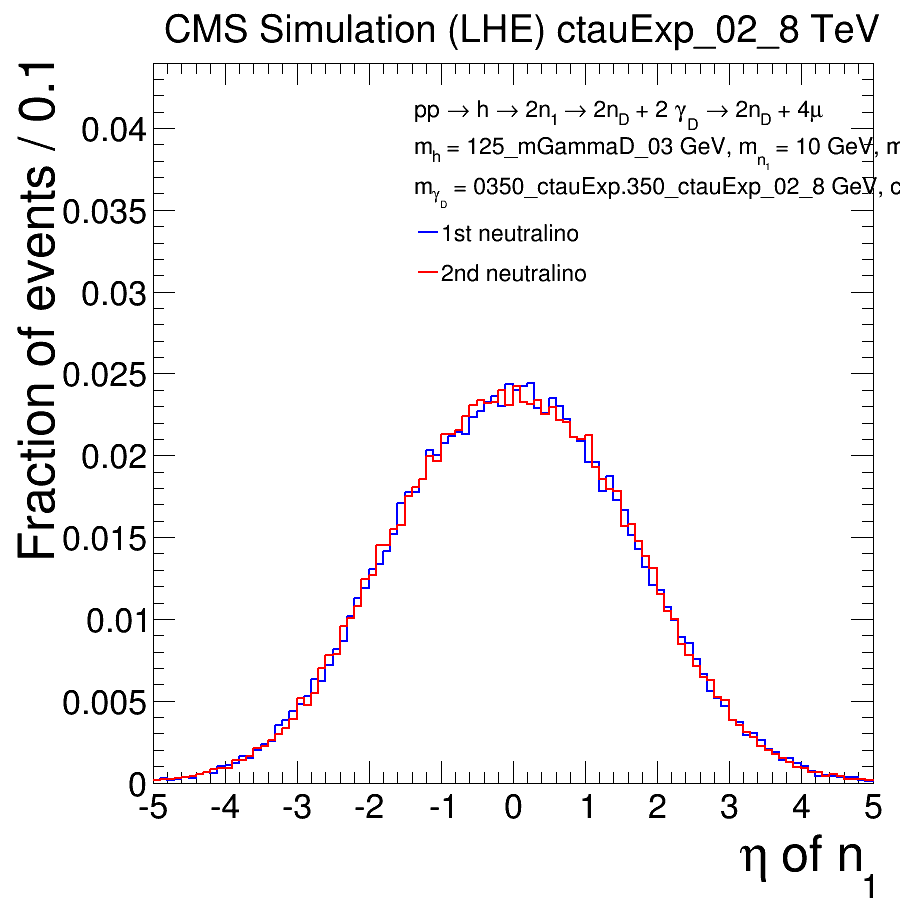 CMS Simulation (LHE) ctauExp_02_8 TeV
Fraction of events / 0.1
pp → h → 2n1 → 2nD + 2 γD → 2nD + 4μ
mh = 125_mGammaD_03 GeV, mn1 = 10 GeV, m
mγD = 0350_ctauExp.350_ctauExp_02_8 GeV, c
1st neutralino
2nd neutralino
0.04
0.035
0.03
0.025
0.02
0.015
0.01
0.005
0
-5 -4 -3 -2 -1 0 1 2 3 4 5
η of n1